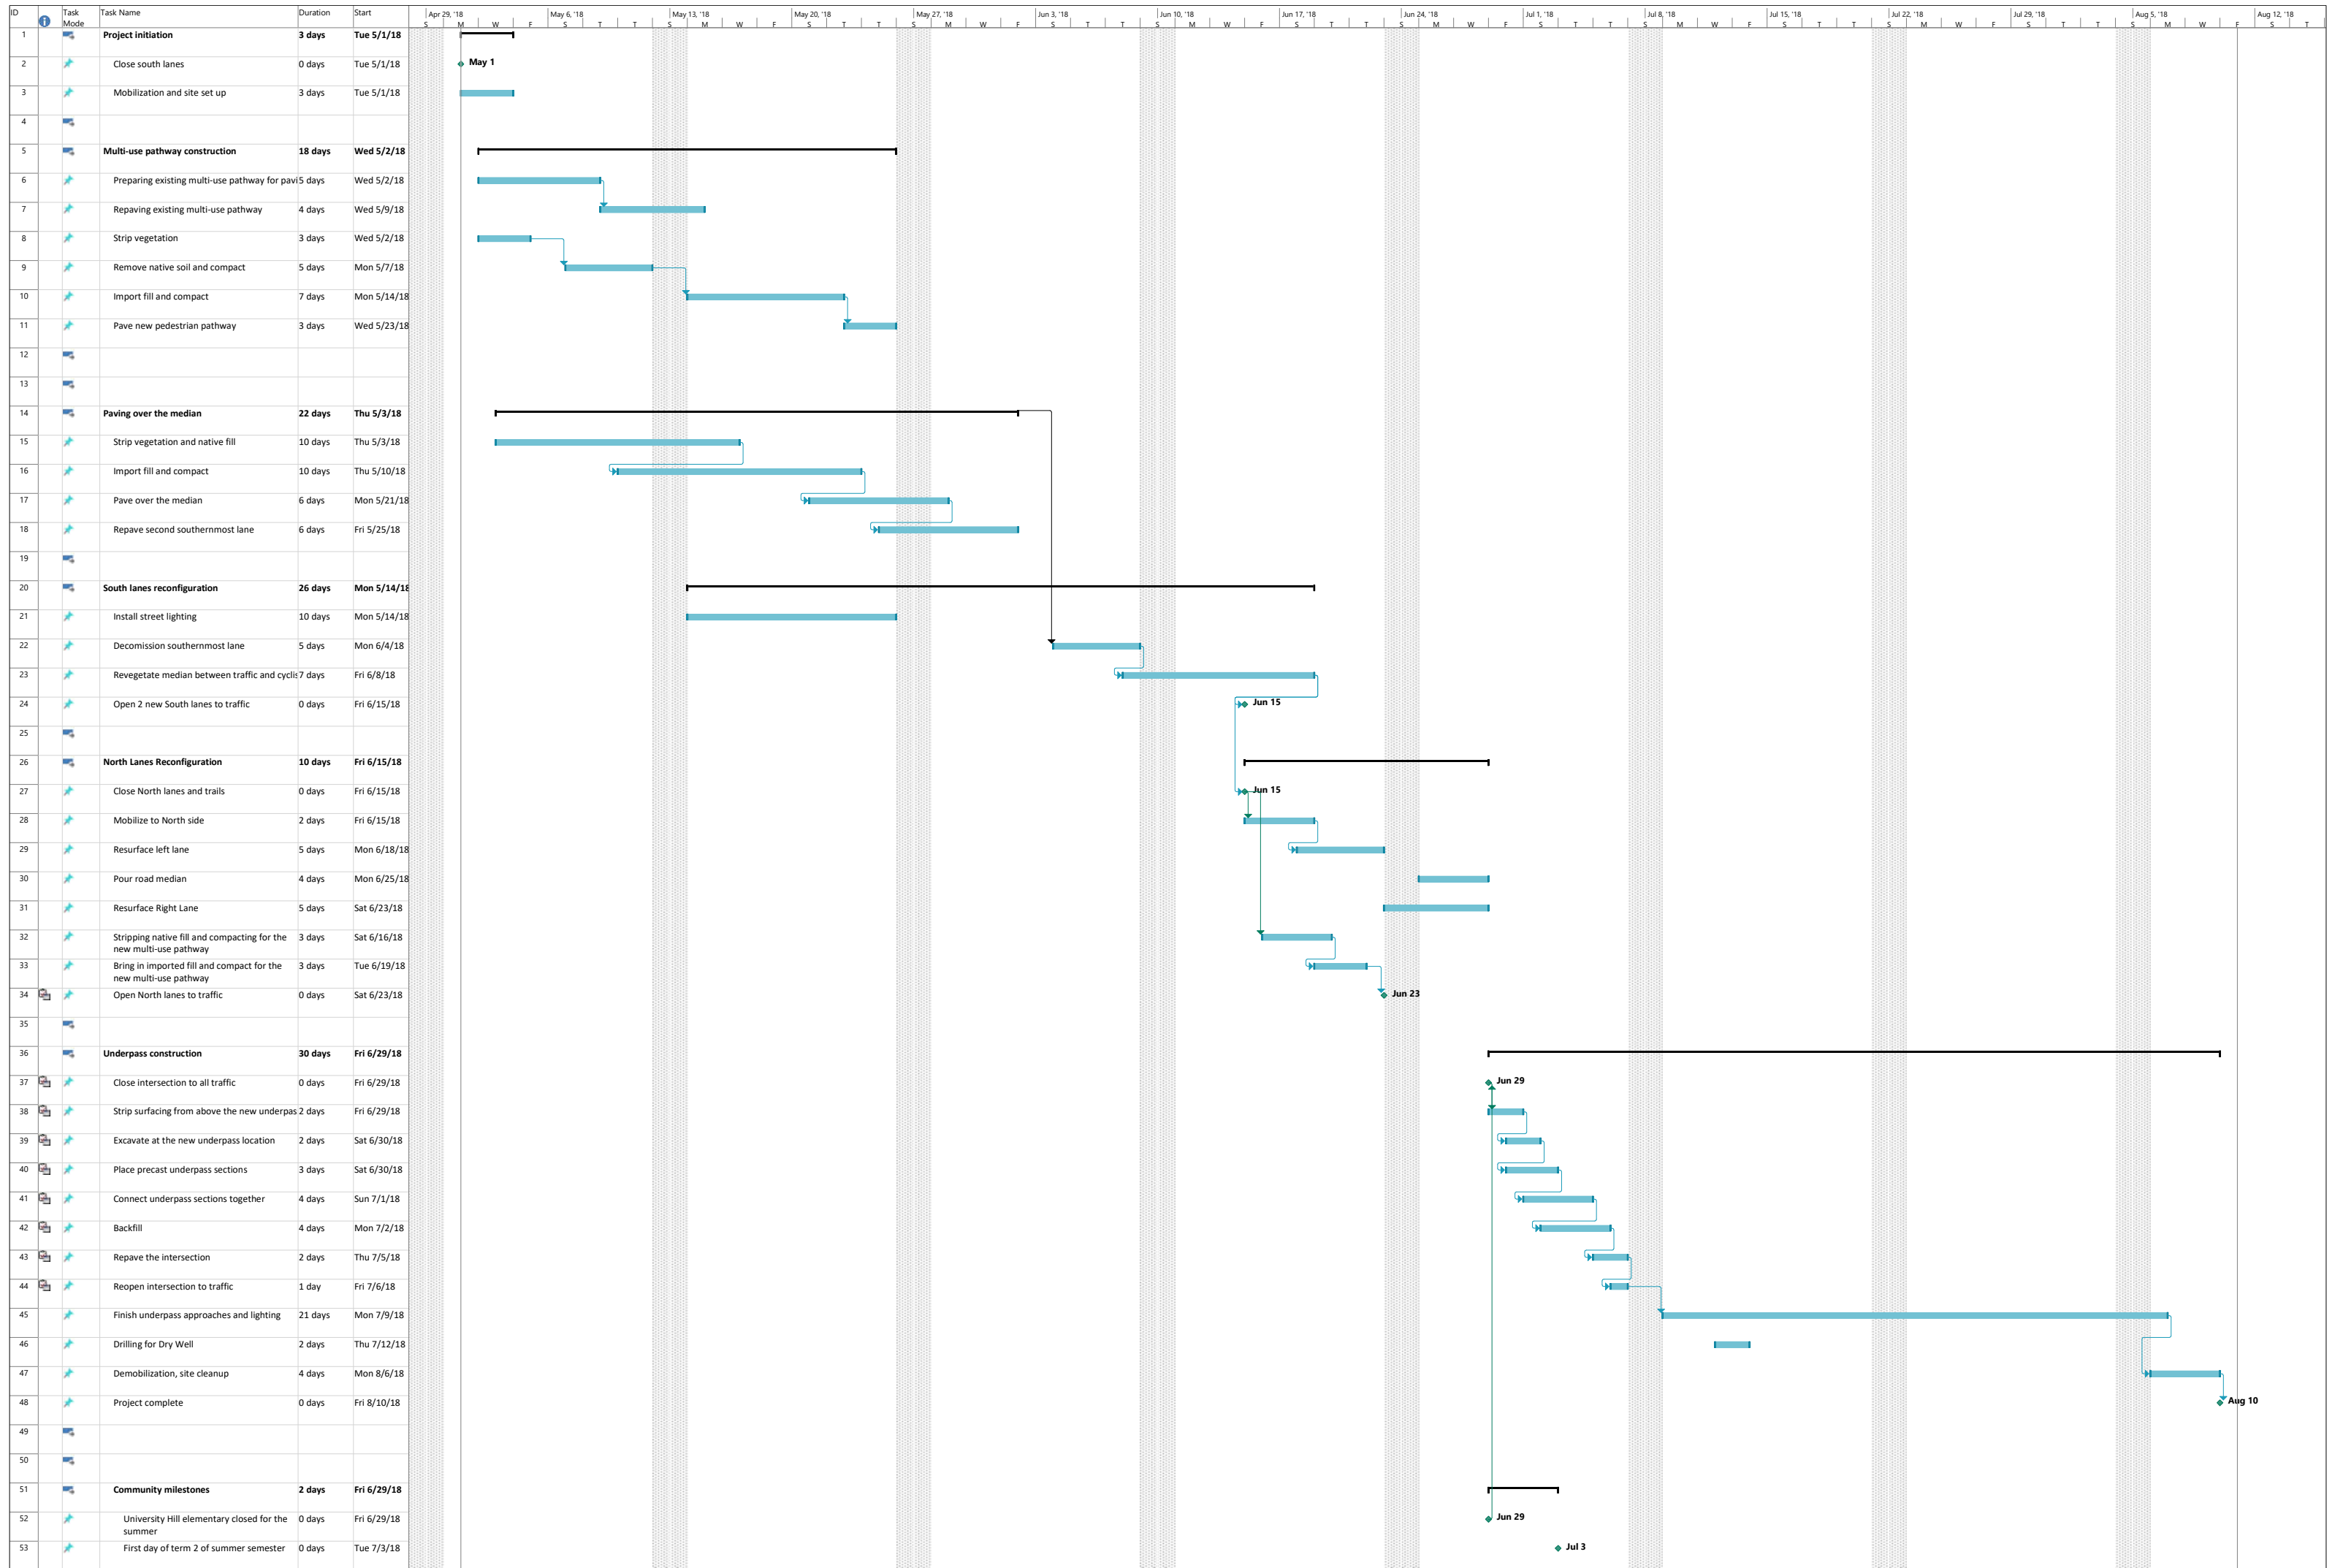 ID Task Mode Task Name Duration Start Apr 29, '18 May 6, '18 May 13, '18 May 20, '18 May 27, '18 Jun 3, '18 Jun 10, '18 Jun 17, '18 Jun 24, '18 Jul 1, '18 Jul 8, '18 Jul 15, '18 Jul 22, '18 Jul 29, '18 Aug 5, '18 Aug 12, '18
S M W F S T T S M W F S T T S M W F S T T S M W F S T T S M W F S T T S M W F S T T S M W F S T T S M W F S T
1 Project initiation 3 days Tue 5/1/18
2 Close south lanes 0 days Tue 5/1/18 May 1
3 Mobilization and site set up 3 days Tue 5/1/18
4
5 Multi-use pathway construction 18 days Wed 5/2/18
6 Preparing existing multi-use pathway for pavi 5 days Wed 5/2/18
7 Repaving existing multi-use pathway 4 days Wed 5/9/18
8 Strip vegetation 3 days Wed 5/2/18
9 Remove native soil and compact 5 days Mon 5/7/18
10 Import fill and compact 7 days Mon 5/14/18
11 Pave new pedestrian pathway 3 days Wed 5/23/18
12
13
14 Paving over the median 22 days Thu 5/3/18
15 Strip vegetation and native fill 10 days Thu 5/3/18
16 Import fill and compact 10 days Thu 5/10/18
17 Pave over the median 6 days Mon 5/21/18
18 Repave second southernmost lane 6 days Fri 5/25/18
19
20 South lanes reconfiguration 26 days Mon 5/14/18
21 Install street lighting 10 days Mon 5/14/18
22 Decomission southernmost lane 5 days Mon 6/4/18
23 Revegetate median between traffic and cyclis 7 days Fri 6/8/18
24 Open 2 new South lanes to traffic 0 days Fri 6/15/18 Jun 15
25
26 North Lanes Reconfiguration 10 days Fri 6/15/18
27 Close North lanes and trails 0 days Fri 6/15/18 Jun 15
28 Mobilize to North side 2 days Fri 6/15/18
29 Resurface left lane 5 days Mon 6/18/18
30 Pour road median 4 days Mon 6/25/18
31 Resurface Right Lane 5 days Sat 6/23/18
32 Stripping native fill and compacting for the 3 days Sat 6/16/18
new multi-use pathway
33 Bring in imported fill and compact for the 3 days Tue 6/19/18
new multi-use pathway
34 Open North lanes to traffic 0 days Sat 6/23/18 Jun 23
35
36 Underpass construction 30 days Fri 6/29/18
37 Close intersection to all traffic 0 days Fri 6/29/18 Jun 29
38 Strip surfacing from above the new underpas 2 days Fri 6/29/18
39 Excavate at the new underpass location 2 days Sat 6/30/18
40 Place precast underpass sections 3 days Sat 6/30/18
41 Connect underpass sections together 4 days Sun 7/1/18
42 Backfill 4 days Mon 7/2/18
43 Repave the intersection 2 days Thu 7/5/18
44 Reopen intersection to traffic 1 day Fri 7/6/18
45 Finish underpass approaches and lighting 21 days Mon 7/9/18
46 Drilling for Dry Well 2 days Thu 7/12/18
47 Demobilization, site cleanup 4 days Mon 8/6/18
48 Project complete 0 days Fri 8/10/18 Aug 10
49
50
51 Community milestones 2 days Fri 6/29/18
52 University Hill elementary closed for the 0 days Fri 6/29/18 Jun 29
summer
53 First day of term 2 of summer semester 0 days Tue 7/3/18 Jul 3